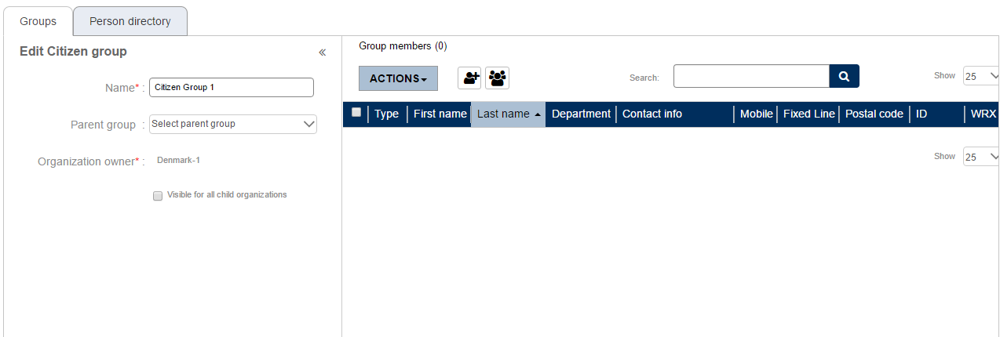 Groups
Person directory
Edit Citizen group
«
Name* :
Citizen Group 1
Parent group :
Select parent group
Organization owner* :
Denmark-1
Visible for all child organizations
Group members (0)
ACTIONS
Search:
Show 25
Type First name Last name Department Contact info Mobile Fixed Line Postal code ID WRX
Show 25